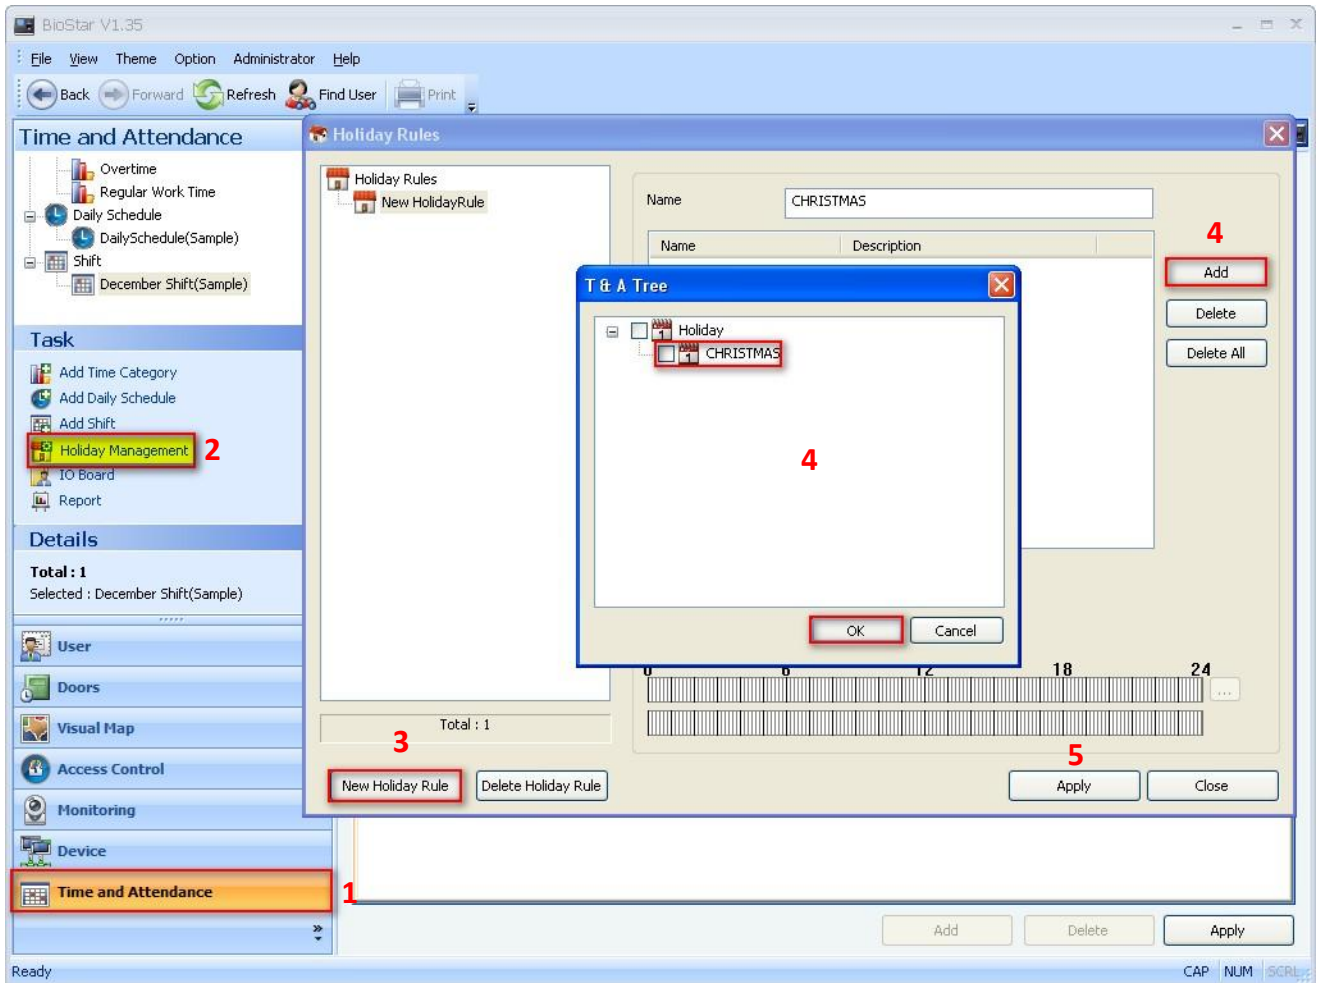 BioStar V1.35
File View Theme Option Administrator Help
Back Forward Refresh Find User Print
Time and Attendance
Overtime
Regular Work Time
Daily Schedule
DailySchedule(Sample)
Shift
December Shift(Sample)
Task
Add Time Category
Add Daily Schedule
Add Shift
Holiday Management
2
IO Board
Report
Details
Total : 1
Selected : December Shift(Sample)
User
Doors
Visual Map
Access Control
Monitoring
Device
Time and Attendance
1
Holiday Rules
Holiday Rules
New HolidayRule
Total : 1
3
New Holiday Rule Delete Holiday Rule
Name CHRISTMAS
Name Description
4
Add
Delete
Delete All
T & A Tree
1 Holiday
1 CHRISTMAS
4
OK Cancel
0 6 12 18 24
...
5
Apply Close
Add Delete Apply
Ready CAP NUM SCRL